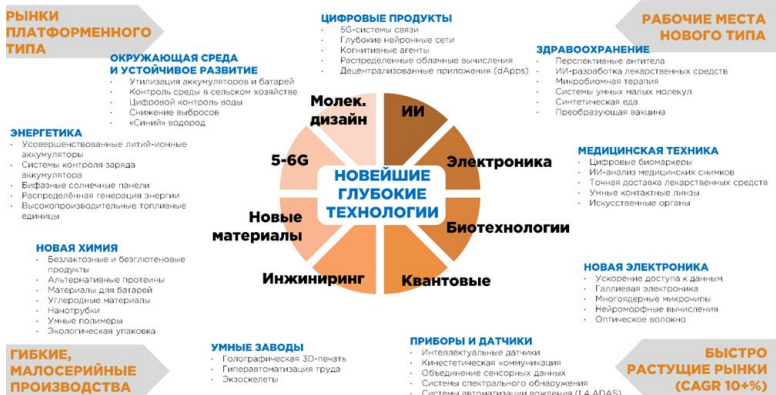 РЫНКИ
ПЛАТФОРМЕННОГО
ТИПА
ЦИФРОВЫЕ ПРОДУКТЫ
5G-системы связи
Глубокие нейронные сети
Когнитивные агенты
Распределенные облачные вычисления
Децентрализованные приложения (dApps)
РАБОЧИЕ МЕСТА
НОВОГО ТИПА
ОКРУЖАЮЩАЯ СРЕДА
И УСТОЙЧИВОЕ РАЗВИТИЕ
Утилизация аккумуляторов и батарей
Контроль среды в сельском хозяйстве
Цифровой контроль воды
Снижение выбросов
«Синий» водород
ЗДРАВООХРАНЕНИЕ
Перспективные антитела
ИИ-разработка лекарственных средств
Микробиомная терапия
Системы умных малых молекул
Синтетическая еда
Преобразующая вакцина
ЭНЕРГЕТИКА
Усовершенствованные литий-ионные
аккумуляторы
Системы контроля заряда
аккумулятора
Бифазные солнечные панели
Распределённая генерация энергии
Высокопроизводительные топливные
единицы
Молек.
дизайн
ИИ
5-6G
Электроника
НОВЕЙШИЕ
ГЛУБОКИЕ
ТЕХНОЛОГИИ
Новые
материалы
Биотехнологии
Инжиниринг
Квантовые
МЕДИЦИНСКАЯ ТЕХНИКА
Цифровые биомаркеры
ИИ-анализ медицинских снимков
Точная доставка лекарственных средств
Умные контактные линзы
Искусственные органы
НОВАЯ ХИМИЯ
Безлактозные и безглютеновые
продукты
Альтернативные протеины
Материалы для батарей
Углеродные материалы
Нанотрубки
Умные полимеры
Экологическая упаковка
НОВАЯ ЭЛЕКТРОНИКА
Ускорение доступа к данным
Галлиевая электроника
Многоядерные микрочипы
Нейроморфные вычисления
Оптическое волокно
ГИБКИЕ,
МАЛОСЕРИЙНЫЕ
ПРОИЗВОДСТВА
УМНЫЕ ЗАВОДЫ
Голографическая 3D-печать
Гиперавтоматизация труда
Экзоскелеты
ПРИБОРЫ И ДАТЧИКИ
Интеллектуальные датчики
Кинестетическая коммуникация
Объединение сенсорных данных
Системы спектрального обнаружения
Системы автоматизации вождения (L4 ADAS)
БЫСТРО
РАСТУЩИЕ РЫНКИ
(CAGR 10+%)